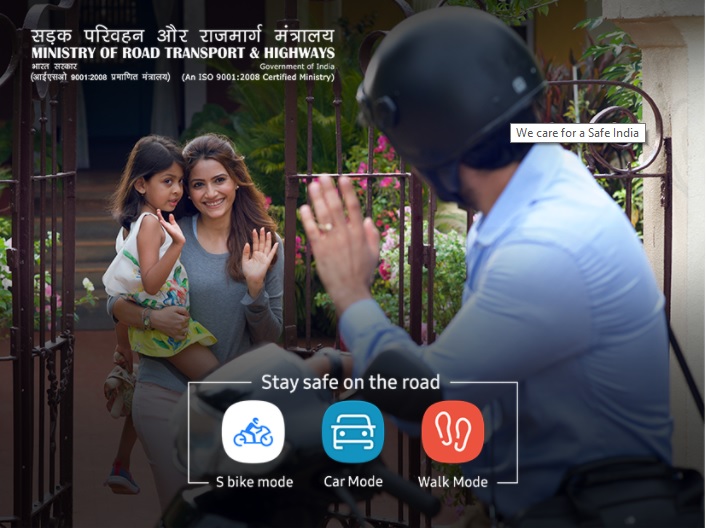 सड़क परिवहन और राजमार्ग मंत्रालय
MINISTRY OF ROAD TRANSPORT & HIGHWAYS
भारत सरकार Government of India
(आईएसओ 9001:2008 प्रमाणित मंत्रालय) (An ISO 9001:2008 Certified Ministry)
We care for a Safe India
Stay safe on the road
S bike mode Car Mode Walk Mode